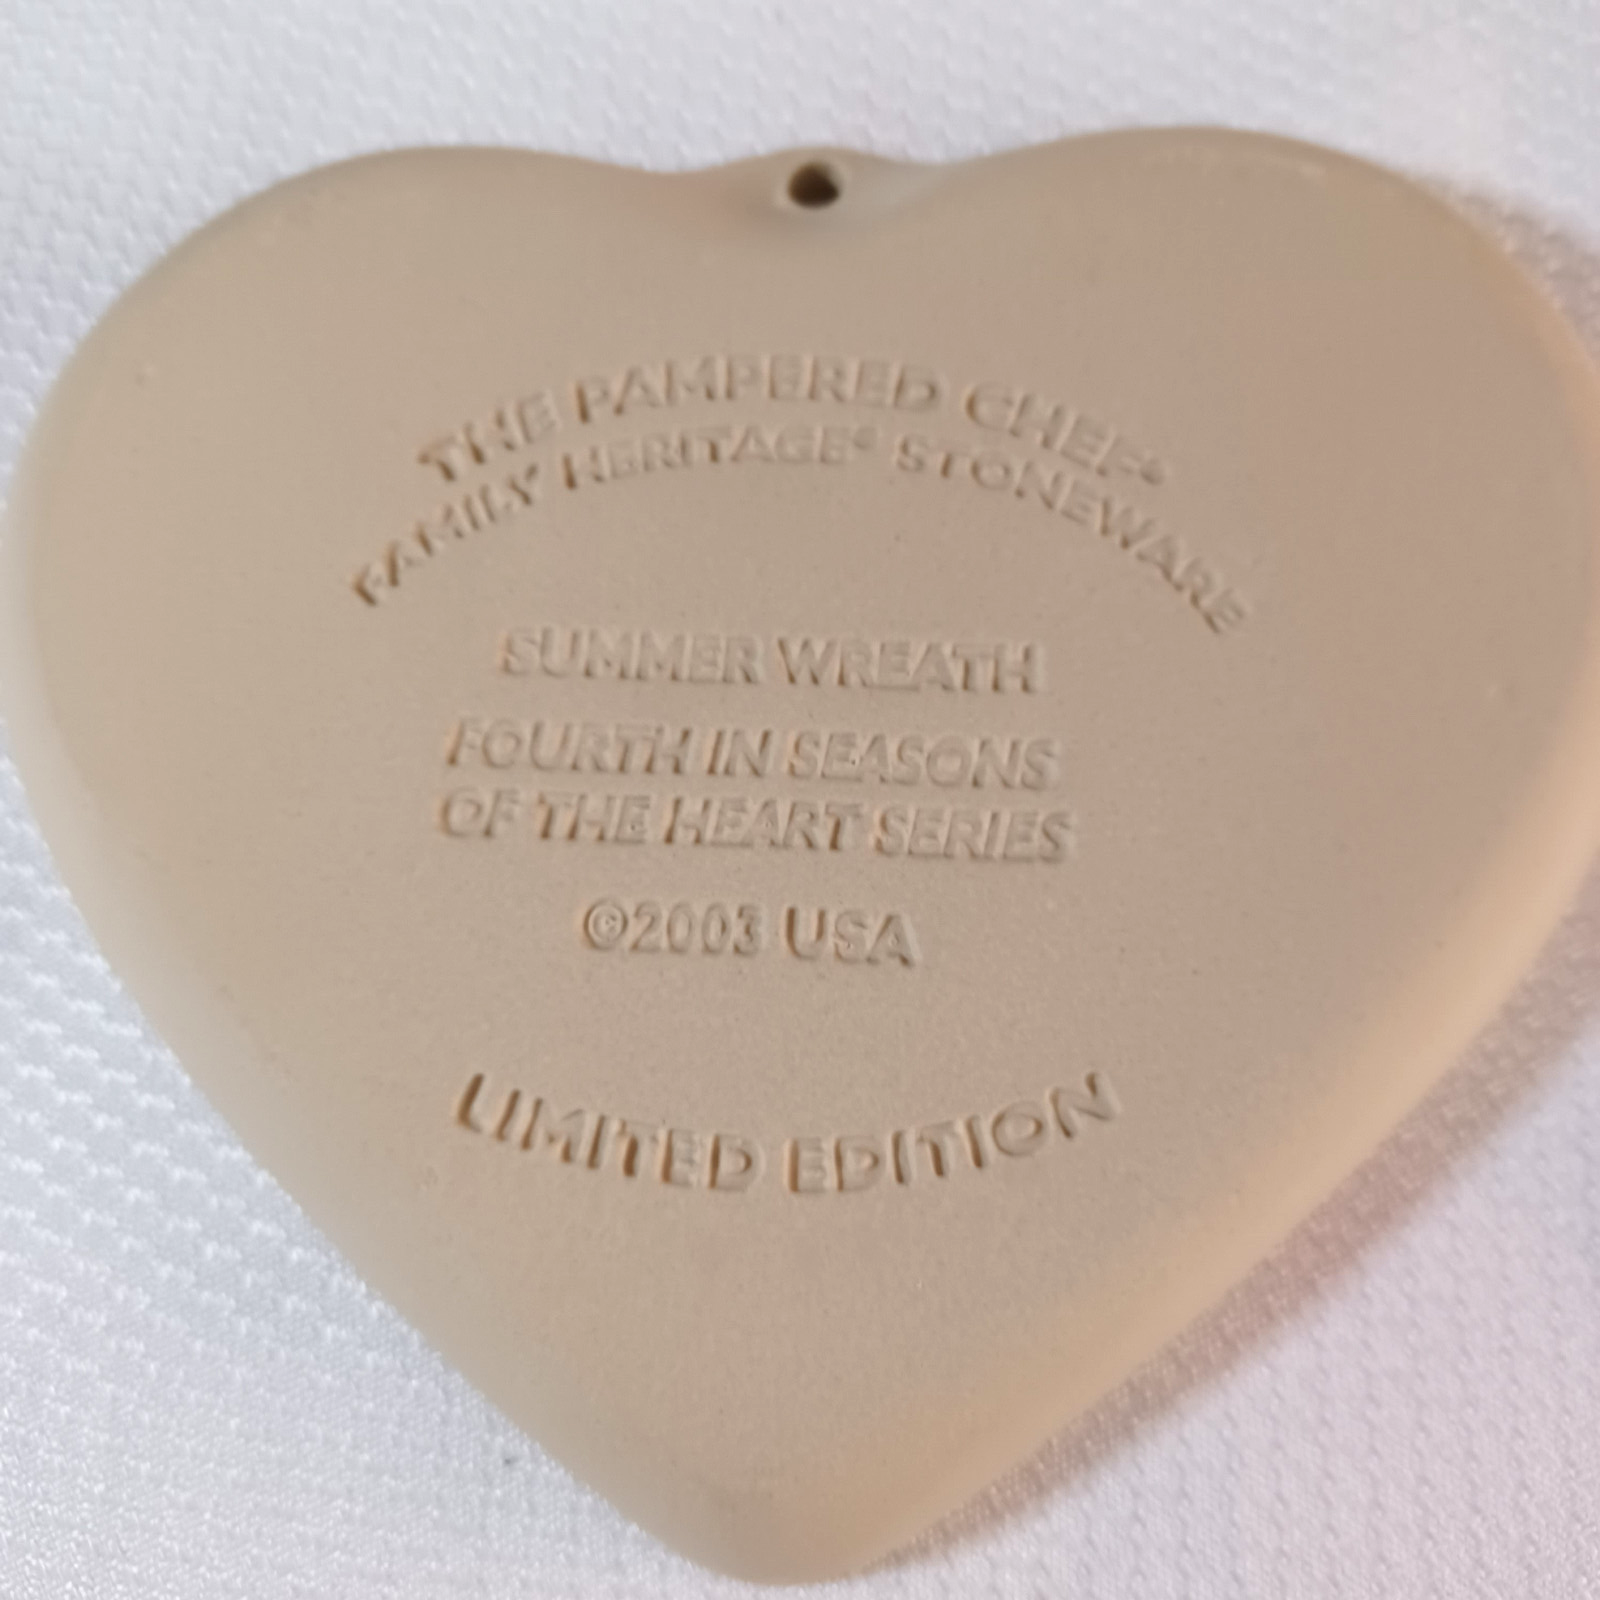 THE PAMPERED CHEF®
FAMILY HERITAGE® STONEWARE
SUMMER WREATH
FOURTH IN SEASONS
OF THE HEART SERIES
©2003 USA
LIMITED EDITION